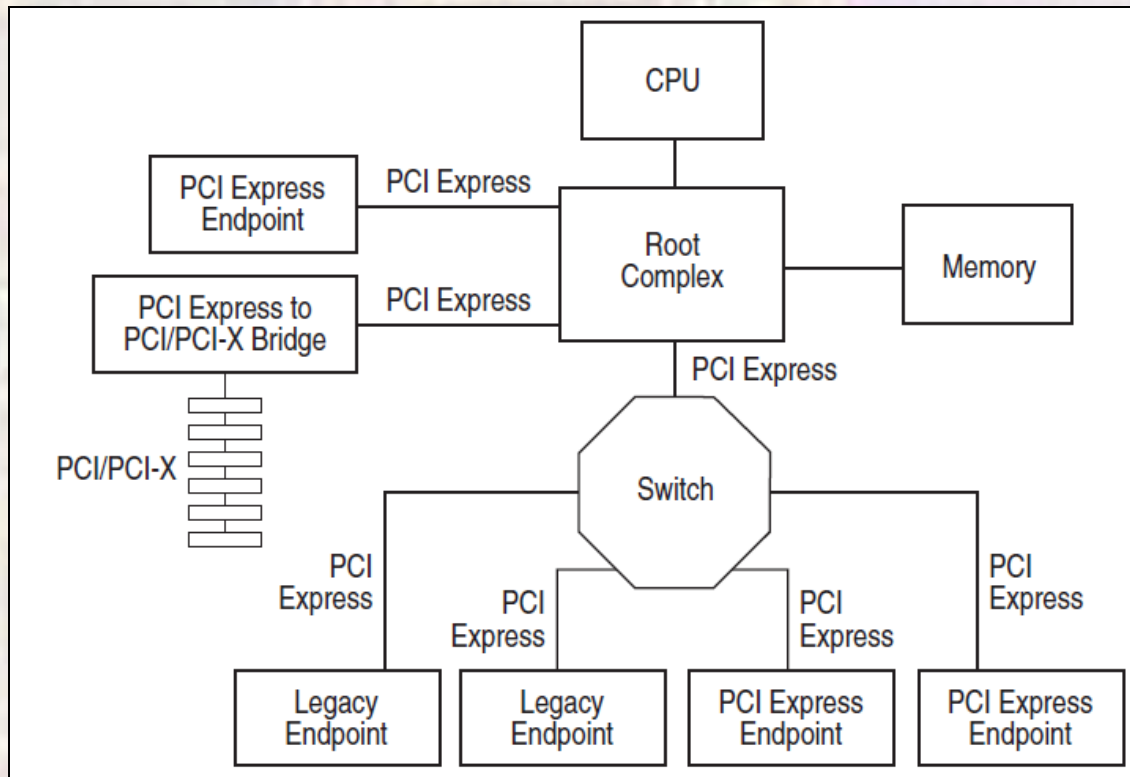 CPU
PCI Express
Endpoint
PCI Express
Root
Complex
Memory
PCI Express to
PCI/PCI-X Bridge
PCI Express
PCI Express
PCI/PCI-X
Switch
PCI
Express
PCI
Express
PCI
Express
PCI
Express
Legacy
Endpoint
Legacy
Endpoint
PCI Express
Endpoint
PCI Express
Endpoint